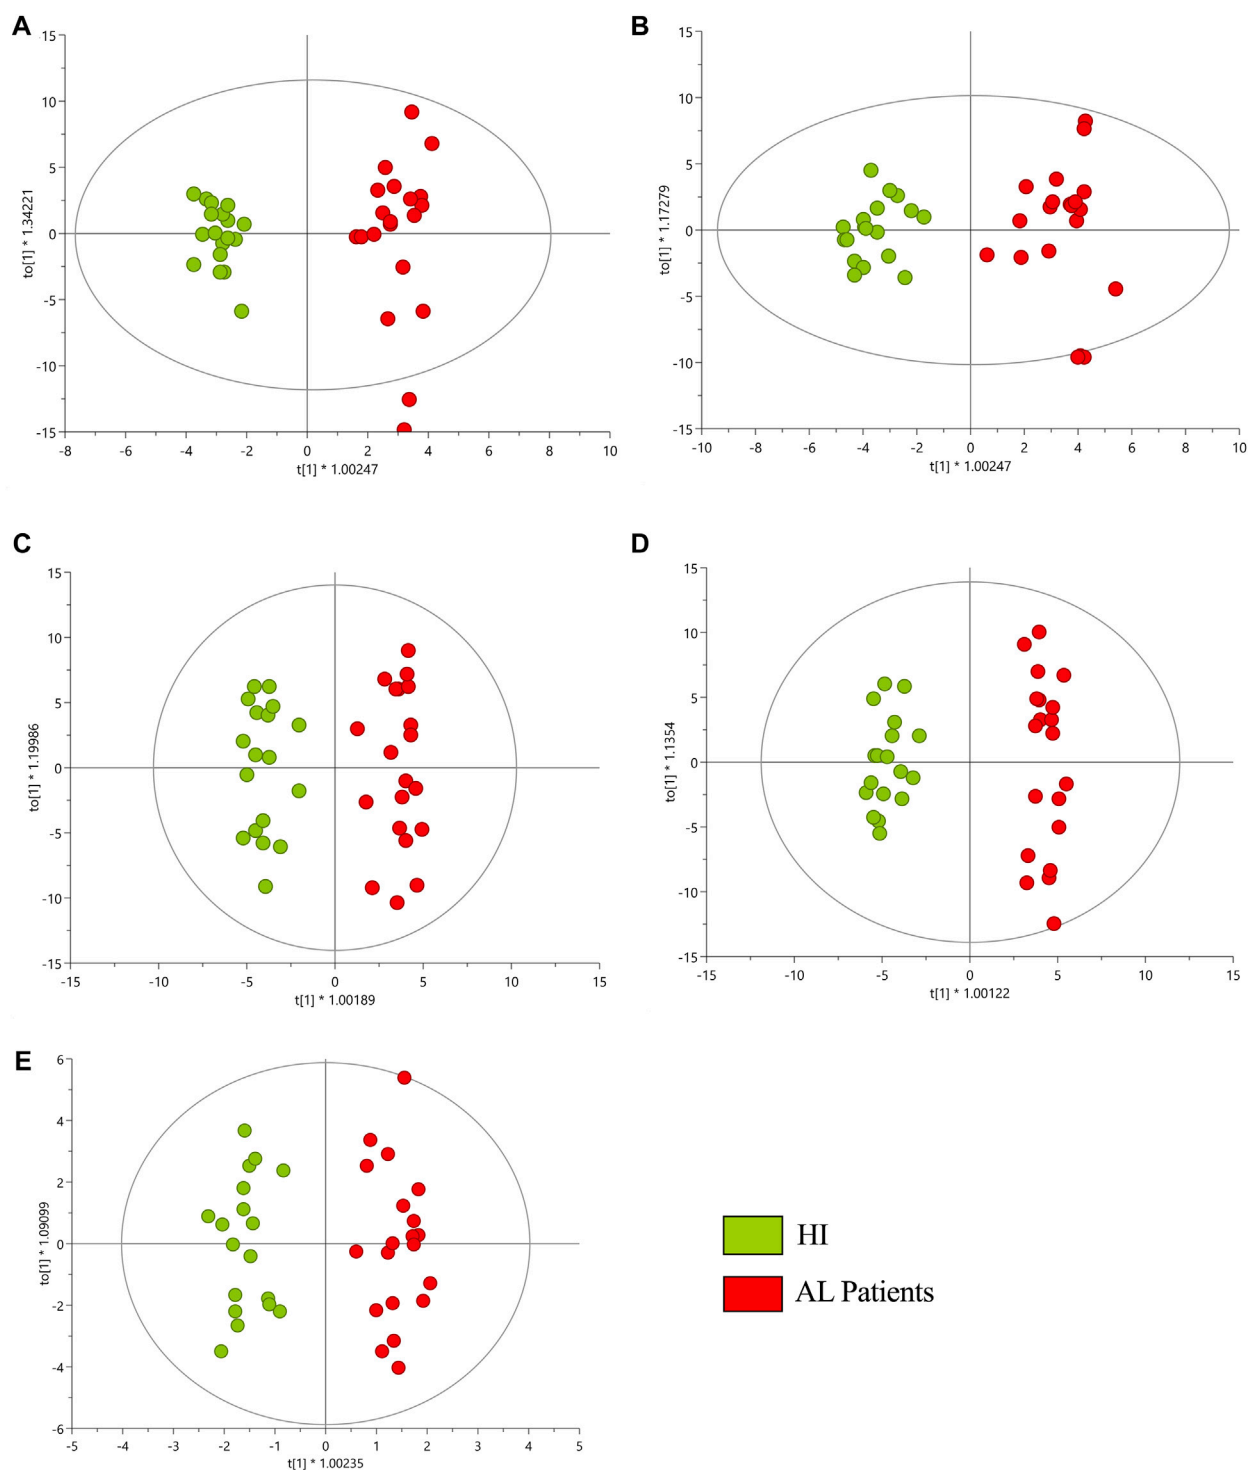 A
15
10
5
0
-5
-10
-15
to[1] * 1.34221
-8 -6 -4 -2 0 2 4 6 8 10
t[1] * 1.00247
B
15
10
5
0
-5
-10
-15
to[1] * 1.17279
-10 -8 -6 -4 -2 0 2 4 6 8 10
t[1] * 1.00247
C
15
10
5
0
-5
-10
-15
to[1] * 1.19986
-15 -10 -5 0 5 10 15
t[1] * 1.00189
D
15
10
5
0
-5
-10
-15
to[1] * 1.1354
-15 -10 -5 0 5 10 15
t[1] * 1.00122
E
6
4
2
0
-2
-4
-6
to[1] * 1.09099
-5 -4 -3 -2 -1 0 1 2 3 4 5
t[1] * 1.00235
HI
AL Patients